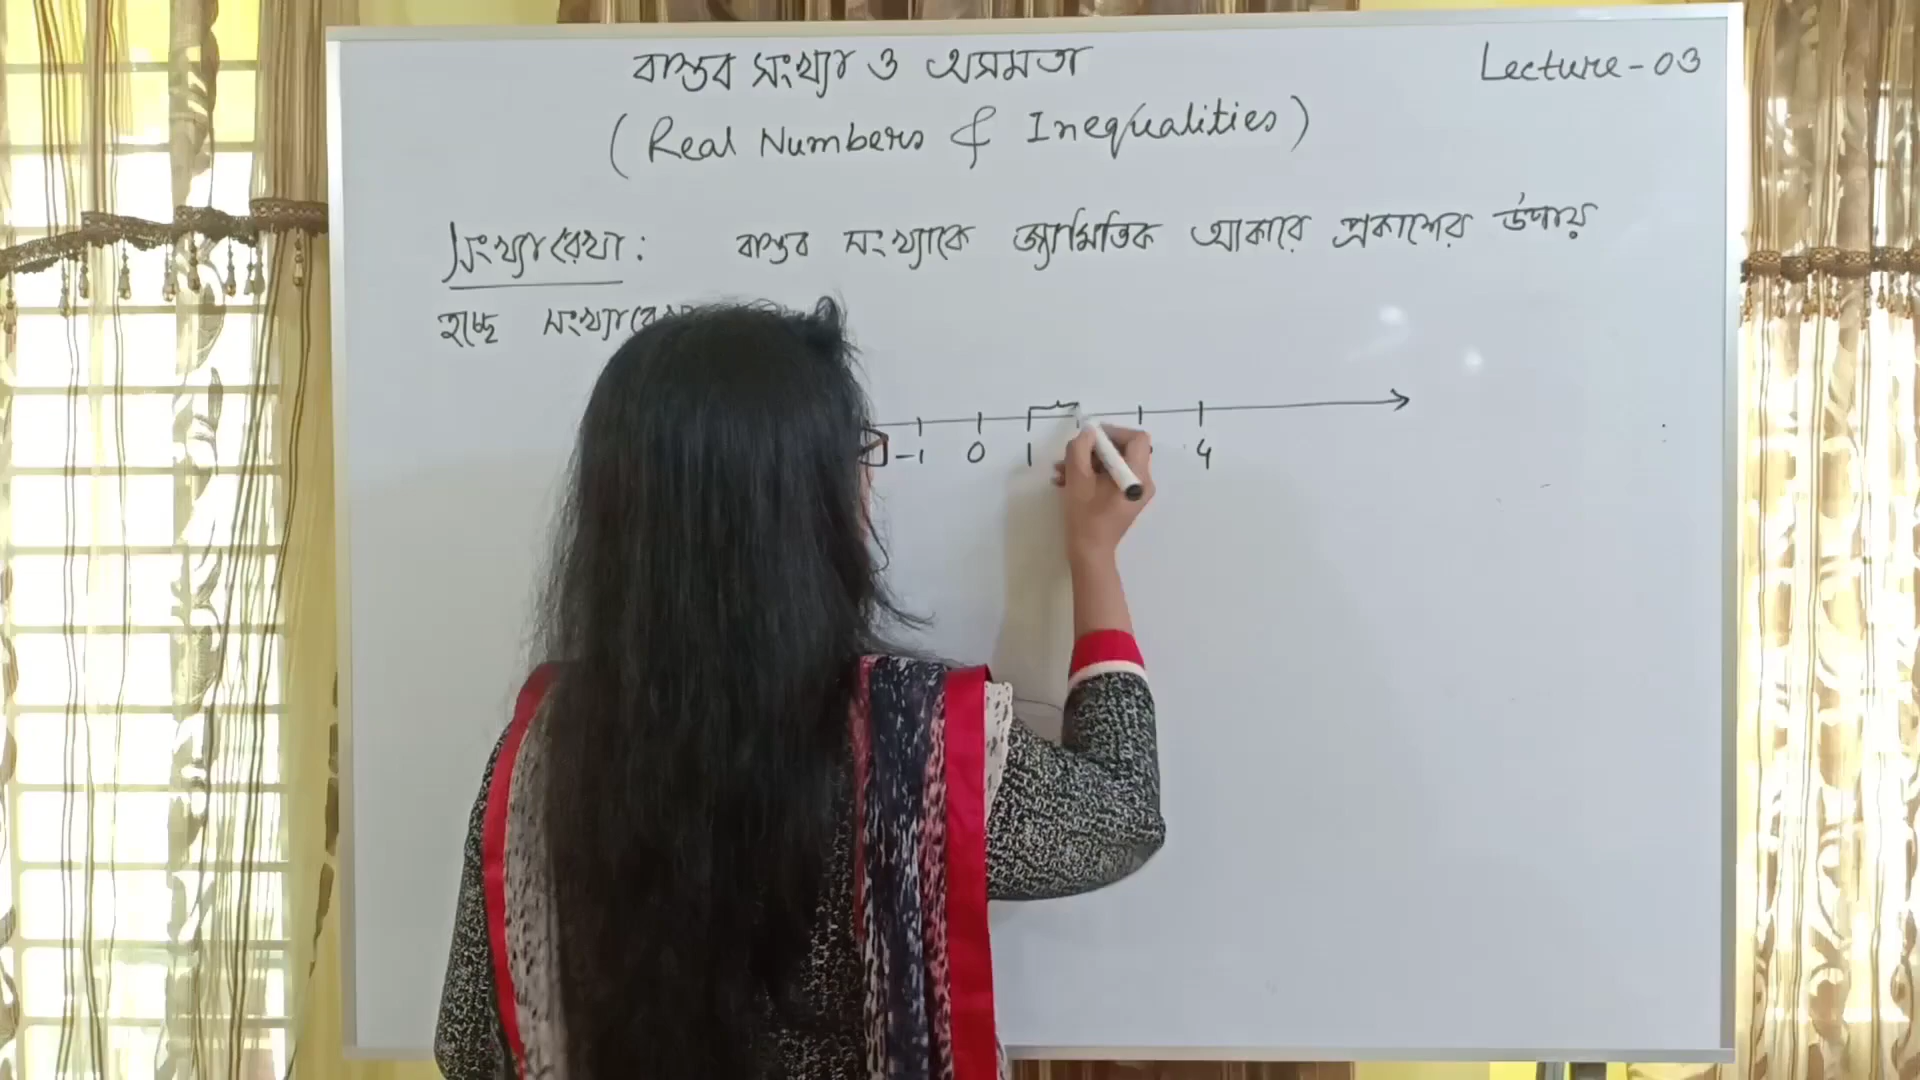 বাস্তব সংখ্যা ও অসমতা
Lecture-03
(Real Numbers & Inequalities)
সংখ্যারেখা: বাস্তব সংখ্যাকে জ্যামিতিক আকারে প্রকাশের উপায়
হচ্ছে
-1 0 1 4